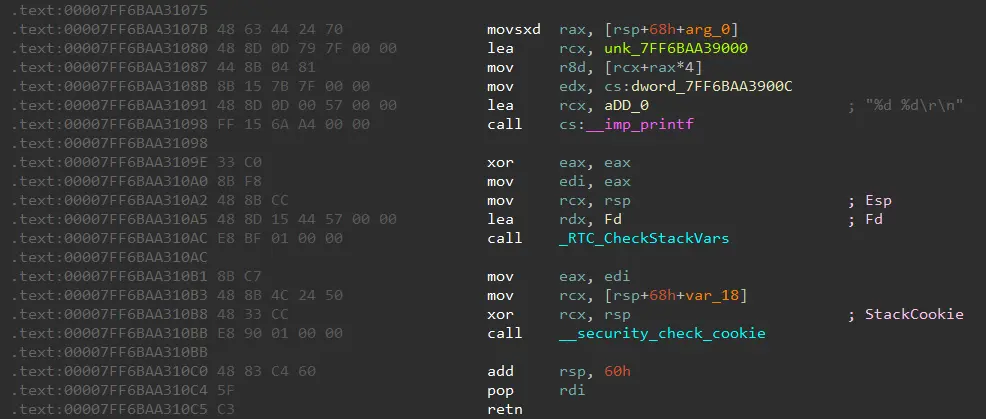 .text:00007FF6BAA31075
.text:00007FF6BAA3107B 48 63 44 24 70 movsxd rax, [rsp+68h+arg_0]
.text:00007FF6BAA31080 48 8D 0D 79 7F 00 00 lea rcx, unk_7FF6BAA39000
.text:00007FF6BAA31087 44 8B 04 81 mov r8d, [rcx+rax*4]
.text:00007FF6BAA3108B 8B 15 7B 7F 00 00 mov edx, cs:dword_7FF6BAA3900C
.text:00007FF6BAA31091 48 8D 0D 00 57 00 00 lea rcx, aDD_0 ; "%d %d\r\n"
.text:00007FF6BAA31098 FF 15 6A A4 00 00 call cs:__imp_printf
.text:00007FF6BAA31098
.text:00007FF6BAA3109E 33 C0 xor eax, eax
.text:00007FF6BAA310A0 8B F8 mov edi, eax
.text:00007FF6BAA310A2 48 8B CC mov rcx, rsp ; Esp
.text:00007FF6BAA310A5 48 8D 15 44 57 00 00 lea rdx, Fd ; Fd
.text:00007FF6BAA310AC E8 BF 01 00 00 call _RTC_CheckStackVars
.text:00007FF6BAA310AC
.text:00007FF6BAA310B1 8B C7 mov eax, edi
.text:00007FF6BAA310B3 48 8B 4C 24 50 mov rcx, [rsp+68h+var_18]
.text:00007FF6BAA310B8 48 33 CC xor rcx, rsp ; StackCookie
.text:00007FF6BAA310BB E8 90 01 00 00 call __security_check_cookie
.text:00007FF6BAA310BB
.text:00007FF6BAA310C0 48 83 C4 60 add rsp, 60h
.text:00007FF6BAA310C4 5F pop rdi
.text:00007FF6BAA310C5 C3 retn